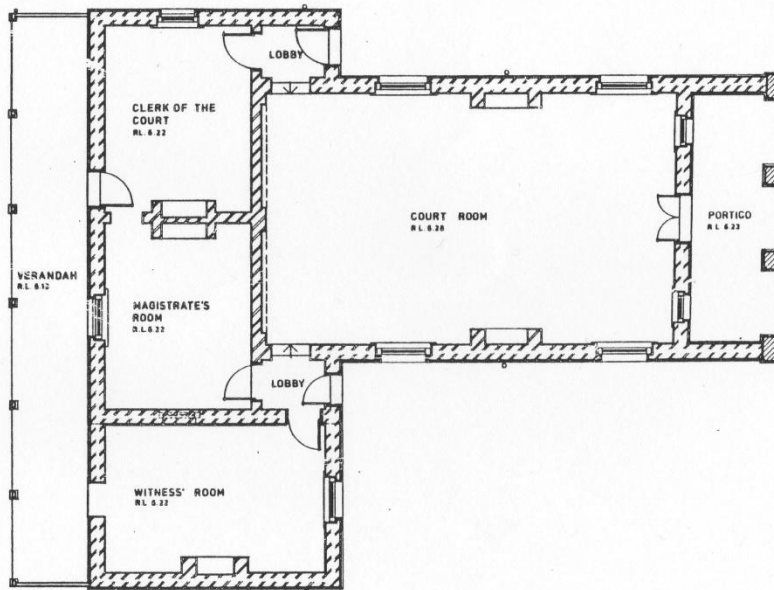 LOBBY
CLERK OF THE
COURT
R.L. 6.22
COURT ROOM
R.L. 6.28
PORTICO
R.L. 6.23
VERANDAH
R.L. 6.12
MAGISTRATE'S
ROOM
R.L. 6.22
LOBBY
WITNESS' ROOM
R.L. 6.22